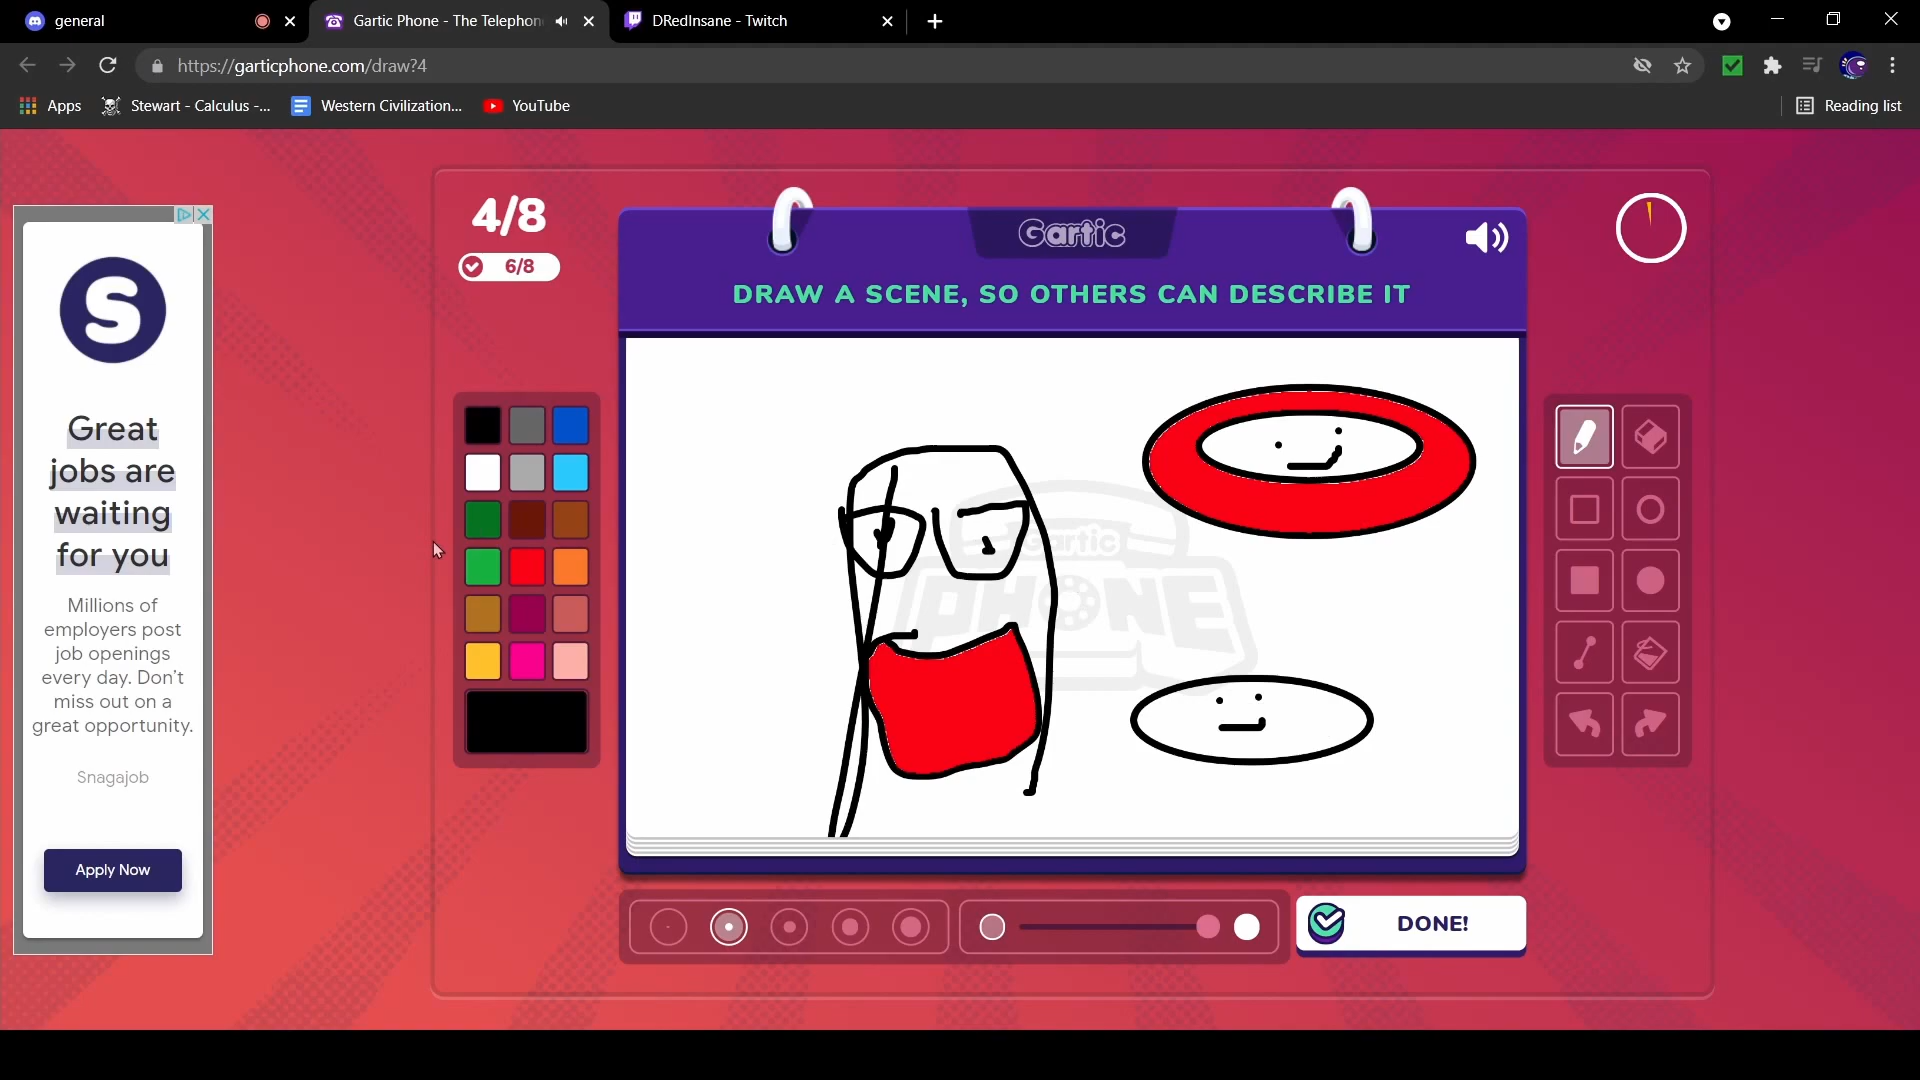 general
Gartic Phone - The Telephon
DRedInsane - Twitch
https://garticphone.com/draw?4
Apps
Stewart - Calculus -...
Western Civilization...
YouTube
Reading list
4/8
6/8
Gartic
DRAW A SCENE, SO OTHERS CAN DESCRIBE IT
S
Great
jobs are
waiting
for you
Millions of
employers post
job openings
every day. Don't
miss out on a
great opportunity.
Snagajob
Apply Now
Gartic
PHONE
DONE!